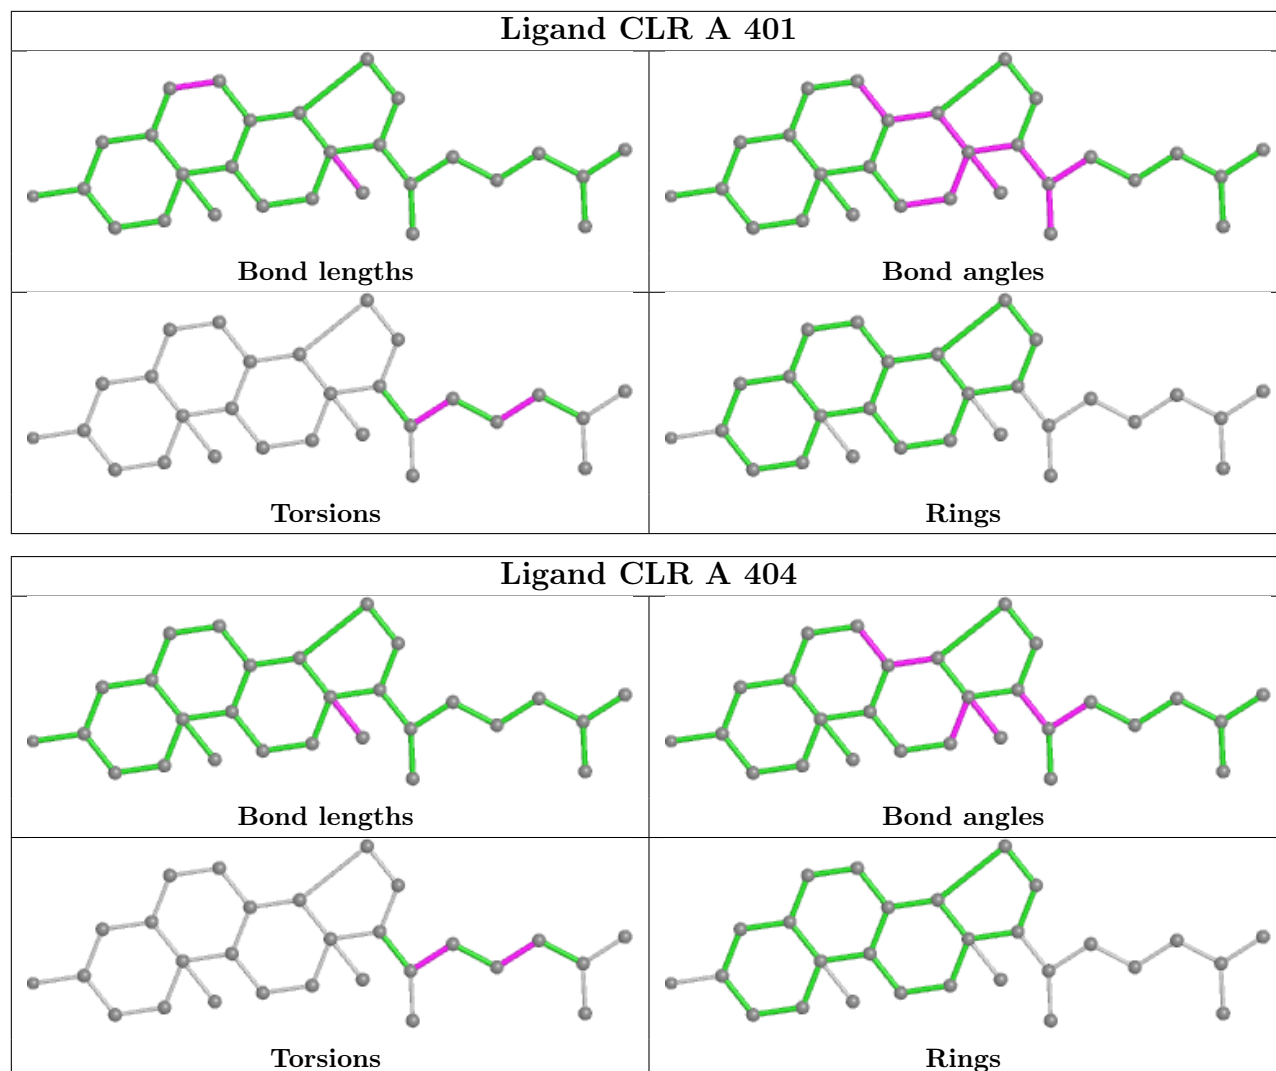 Ligand CLR A 401
Bond lengths
Bond angles
Torsions
Rings
Ligand CLR A 404
Bond lengths
Bond angles
Torsions
Rings